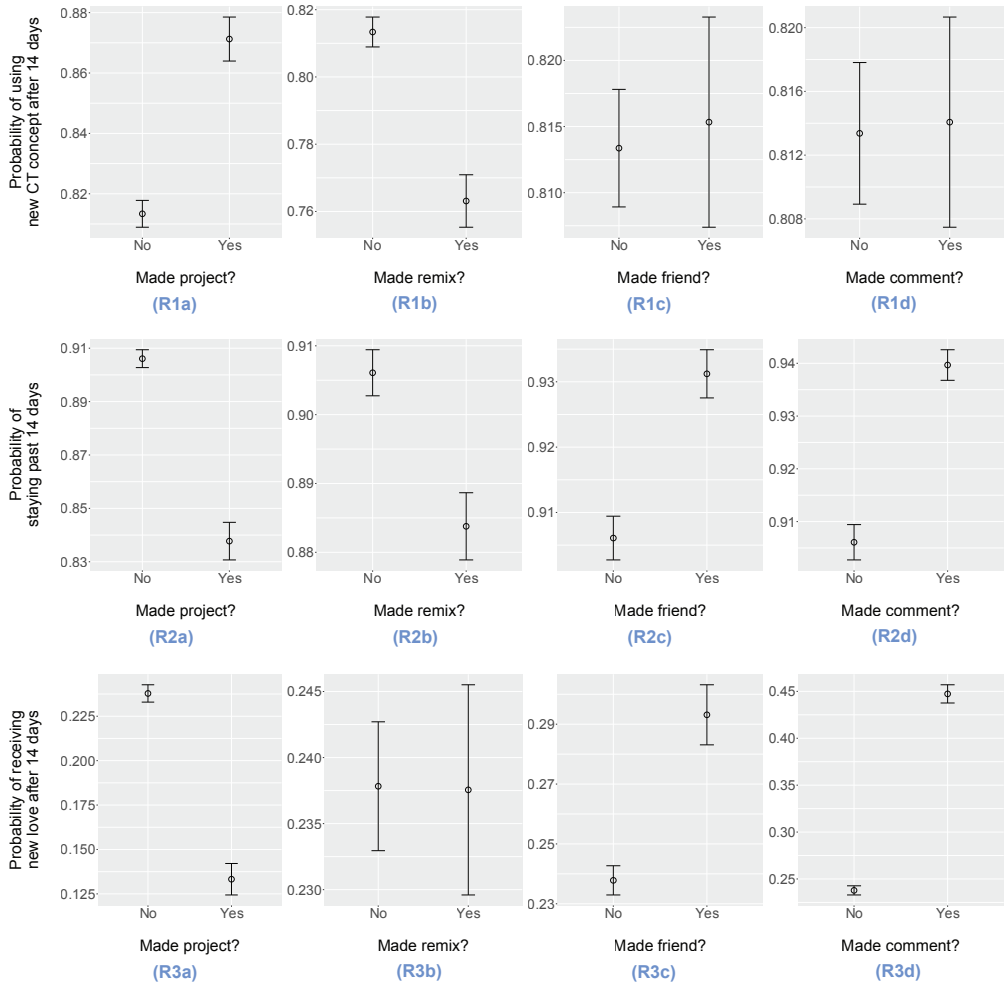 Probability of using
new CT concept after 14 days
0.88
0.86
0.84
0.82
No
Yes
Made project?
(R1a)
0.82
0.80
0.78
0.76
No
Yes
Made remix?
(R1b)
0.820
0.815
0.810
No
Yes
Made friend?
(R1c)
0.820
0.816
0.812
0.808
No
Yes
Made comment?
(R1d)
Probability of
staying past 14 days
0.91
0.89
0.87
0.85
0.83
No
Yes
Made project?
(R2a)
0.91
0.90
0.89
0.88
No
Yes
Made remix?
(R2b)
0.93
0.92
0.91
No
Yes
Made friend?
(R2c)
0.94
0.93
0.92
0.91
No
Yes
Made comment?
(R2d)
Probability of receiving
new love after 14 days
0.225
0.200
0.175
0.150
0.125
No
Yes
Made project?
(R3a)
0.245
0.240
0.235
0.230
No
Yes
Made remix?
(R3b)
0.29
0.27
0.25
0.23
No
Yes
Made friend?
(R3c)
0.45
0.40
0.35
0.30
0.25
No
Yes
Made comment?
(R3d)